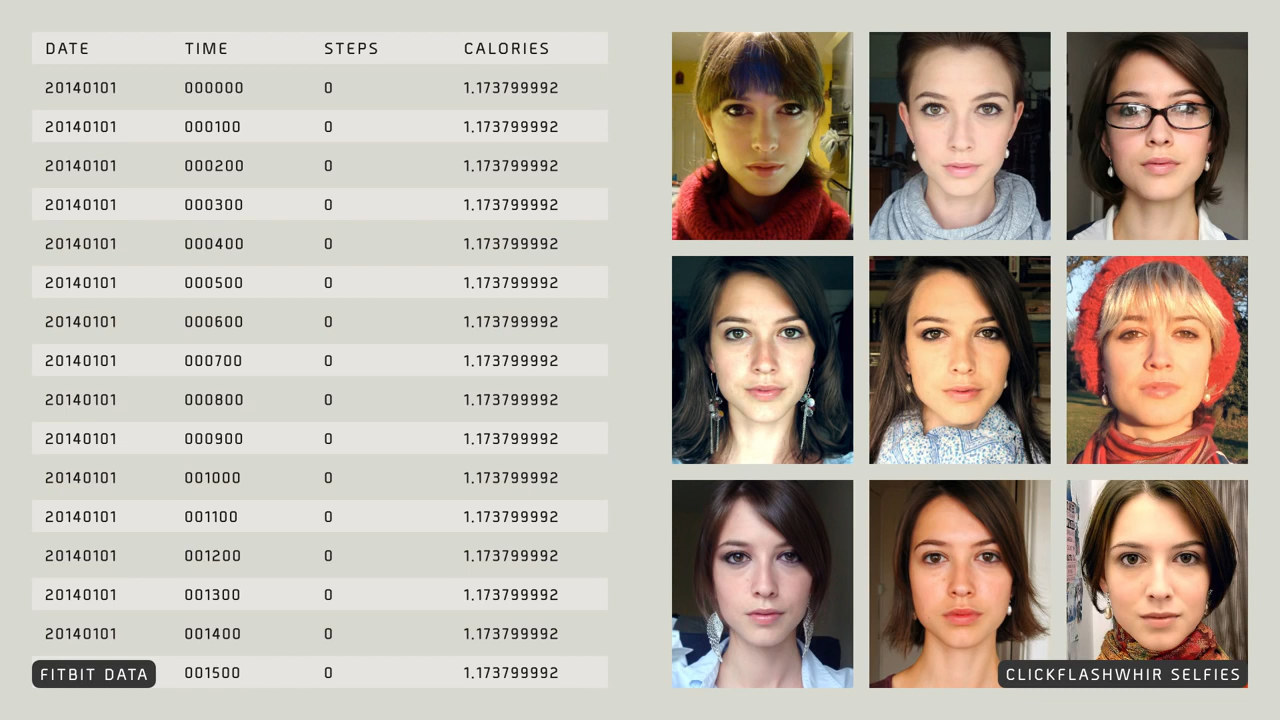 DATE TIME STEPS CALORIES
20140101 000000 0 1.173799992
20140101 000100 0 1.173799992
20140101 000200 0 1.173799992
20140101 000300 0 1.173799992
20140101 000400 0 1.173799992
20140101 000500 0 1.173799992
20140101 000600 0 1.173799992
20140101 000700 0 1.173799992
20140101 000800 0 1.173799992
20140101 000900 0 1.173799992
20140101 001000 0 1.173799992
20140101 001100 0 1.173799992
20140101 001200 0 1.173799992
20140101 001300 0 1.173799992
20140101 001400 0 1.173799992
001500 0 1.173799992
FITBIT DATA
CLICKFLASHWHIR SELFIES